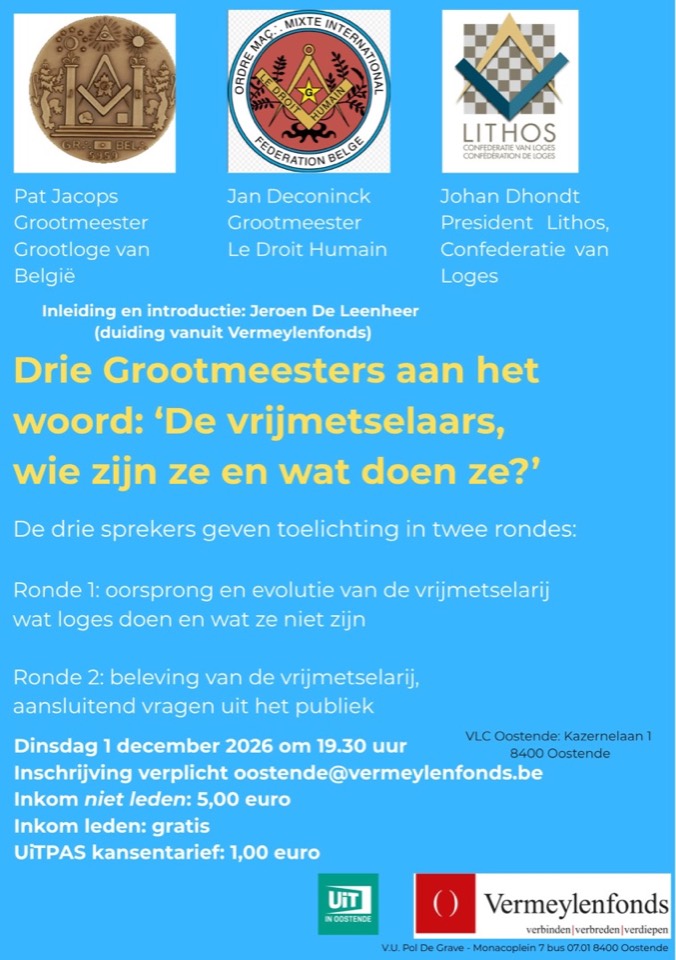 GRL BELG
5959
ORDRE MAÇ∴ MIXTE INTERNATIONAL
LE DROIT HUMAIN
G
FEDERATION BELGE
LITHOS
CONFEDERATIE VAN LOGES
CONFÉDÉRATION DE LOGES
Pat Jacops
Grootmeester
Grootloge van
België
Jan Deconinck
Grootmeester
Le Droit Humain
Johan Dhondt
President Lithos,
Confederatie van
Loges
Inleiding en introductie: Jeroen De Leenheer
(duiding vanuit Vermeylenfonds)
Drie Grootmeesters aan het
woord: ‘De vrijmetselaars,
wie zijn ze en wat doen ze?’
De drie sprekers geven toelichting in twee rondes:
Ronde 1: oorsprong en evolutie van de vrijmetselarij
wat loges doen en wat ze niet zijn
Ronde 2: beleving van de vrijmetselarij,
aansluitend vragen uit het publiek
VLC Oostende: Kazernelaan 1
8400 Oostende
Dinsdag 1 december 2026 om 19.30 uur
Inschrijving verplicht oostende@vermeylenfonds.be
Inkom niet leden: 5,00 euro
Inkom leden: gratis
UiTPAS kansentarief: 1,00 euro
UiT
IN OOSTENDE
()
Vermeylenfonds
verbinden|verbreden|verdiepen
V.U. Pol De Grave - Monacoplein 7 bus 07.01 8400 Oostende